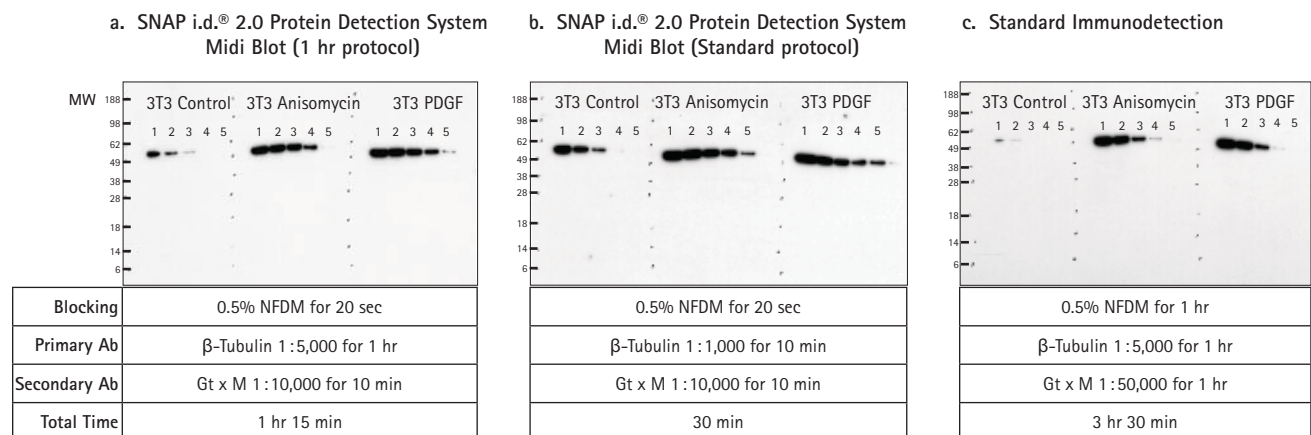 a. SNAP i.d.® 2.0 Protein Detection System
Midi Blot (1 hr protocol)
b. SNAP i.d.® 2.0 Protein Detection System
Midi Blot (Standard protocol)
c. Standard Immunodetection
MW
188
98
62
49
38
28
18
14
6
3T3 Control 3T3 Anisomycin 3T3 PDGF
1 2 3 4 5 1 2 3 4 5 1 2 3 4 5
188
98
62
49
38
28
18
14
6
3T3 Control 3T3 Anisomycin 3T3 PDGF
1 2 3 4 5 1 2 3 4 5 1 2 3 4 5
188
98
62
49
38
28
18
14
6
3T3 Control 3T3 Anisomycin 3T3 PDGF
1 2 3 4 5 1 2 3 4 5 1 2 3 4 5
Blocking 0.5% NFDM for 20 sec 0.5% NFDM for 20 sec 0.5% NFDM for 1 hr
Primary Ab β-Tubulin 1:5,000 for 1 hr β-Tubulin 1:1,000 for 10 min β-Tubulin 1:5,000 for 1 hr
Secondary Ab Gt x M 1:10,000 for 10 min Gt x M 1:10,000 for 10 min Gt x M 1:50,000 for 1 hr
Total Time 1 hr 15 min 30 min 3 hr 30 min